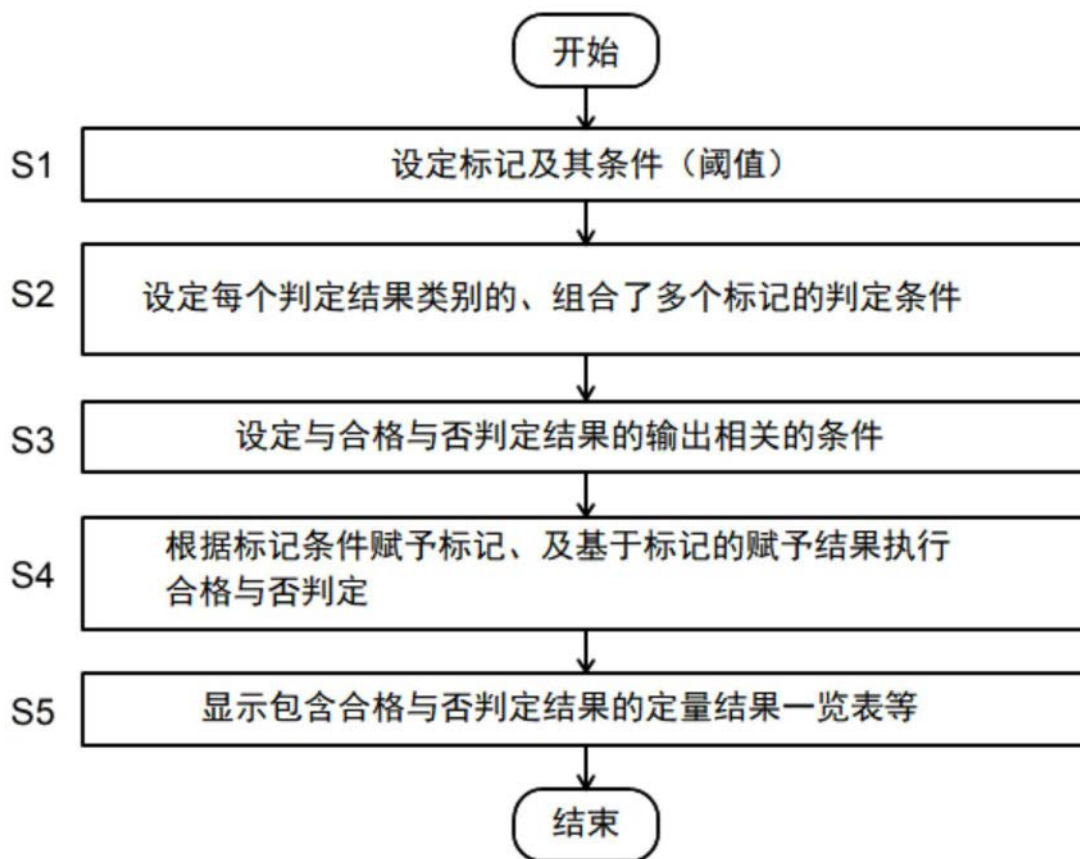 开始
S1
设定标记及其条件（阈值）
S2
设定每个判定结果类别的、组合了多个标记的判定条件
S3
设定与合格与否判定结果的输出相关的条件
S4
根据标记条件赋予标记、及基于标记的赋予结果执行
合格与否判定
S5
显示包含合格与否判定结果的定量结果一览表等
结束